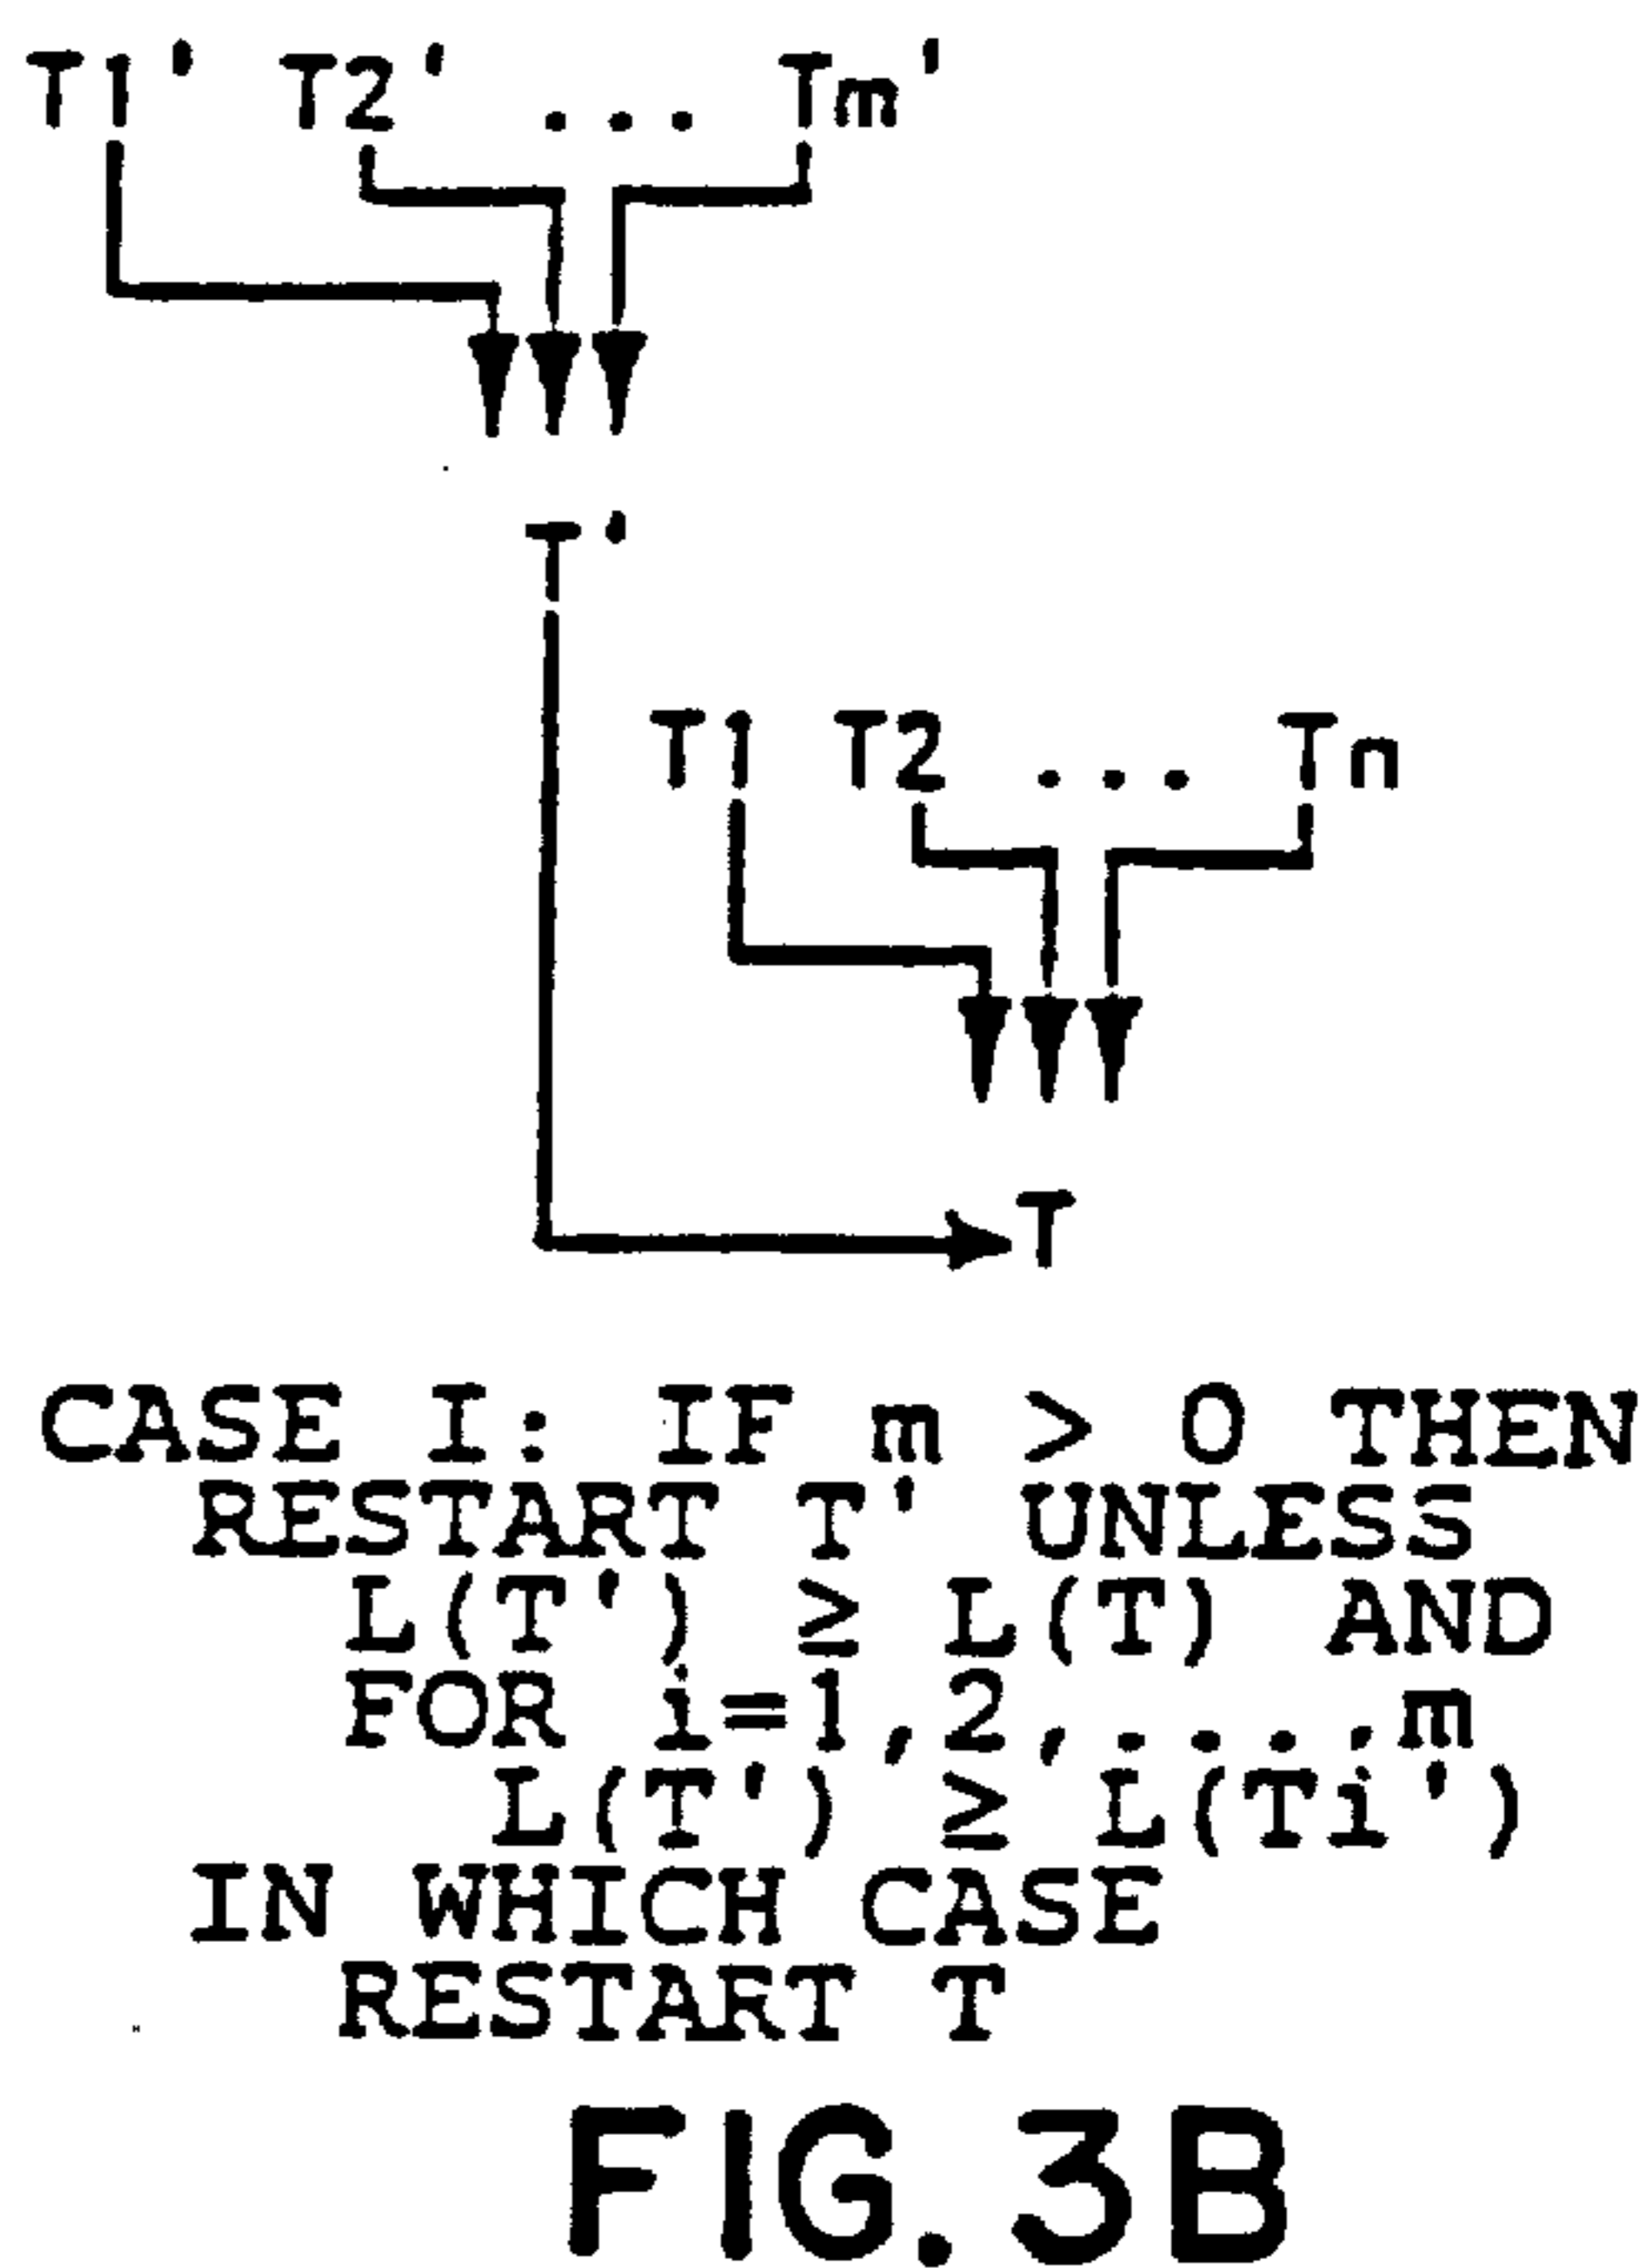 T1' T2' ... Tm'
T'
T1 T2 ... Tn
T
CASE I: IF m > 0 THEN
RESTART T' UNLESS
L(T') ≥ L(T) AND
FOR i=1,2,...,m
L(T') ≥ L(Ti')
IN WHICH CASE
RESTART T
FIG.3B